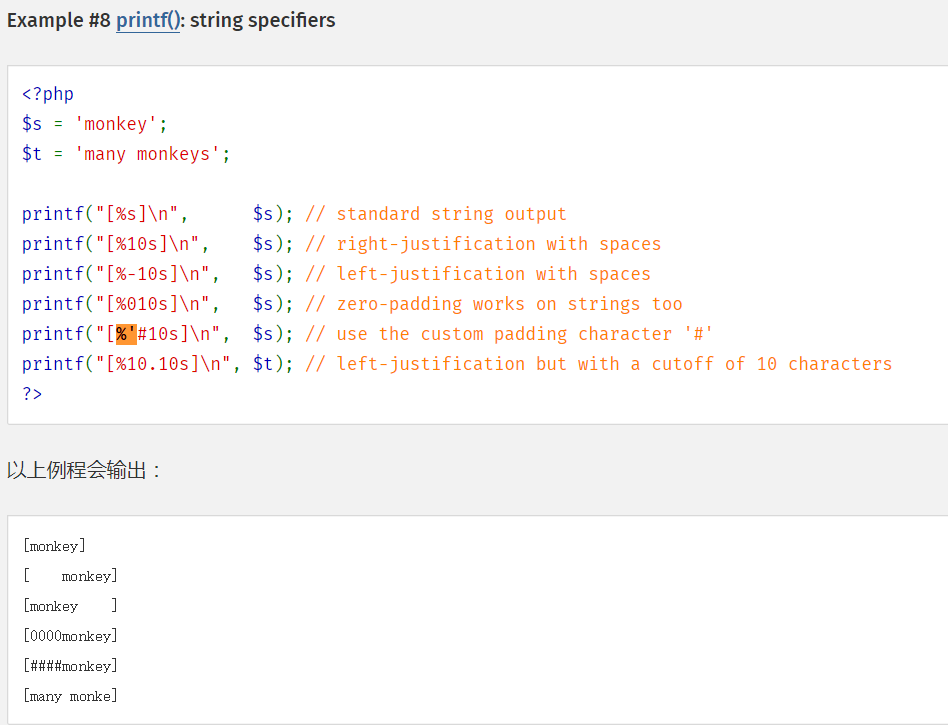 Example #8 printf(): string specifiers
<?php
$s = 'monkey';
$t = 'many monkeys';
printf("[%s]\n",      $s); // standard string output
printf("[%10s]\n",    $s); // right-justification with spaces
printf("[%-10s]\n",   $s); // left-justification with spaces
printf("[%010s]\n",   $s); // zero-padding works on strings too
printf("[%'#10s]\n",  $s); // use the custom padding character '#'
printf("[%10.10s]\n", $t); // left-justification but with a cutoff of 10 characters
?>
以上例程会输出：
[monkey]
[    monkey]
[monkey    ]
[0000monkey]
[####monkey]
[many monke]